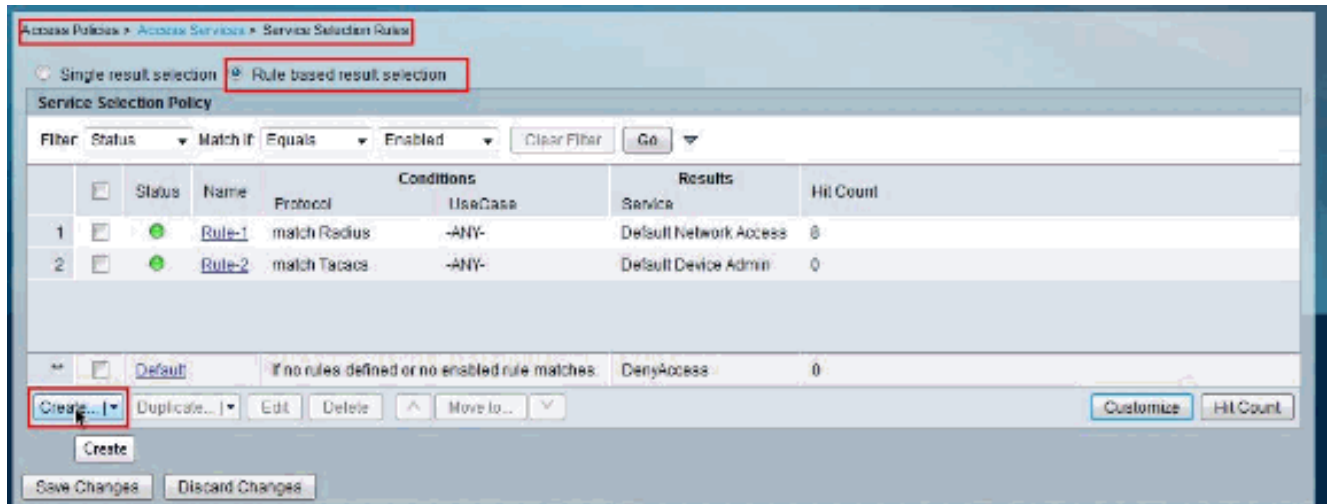 Access Policies > Access Services > Service Selection Rules
Single result selection Rule based result selection
Service Selection Policy
Filter: Status Match if: Equals Enabled Clear Filter Go
Status Name Conditions Results Hit Count
Protocol UseCase Service
1 Rule-1 match Radius -ANY- Default Network Access 8
2 Rule-2 match Tacacs -ANY- Default Device Admin 0
** Default If no rules defined or no enabled rule matches. DenyAccess 0
Create... Duplicate... Edit Delete Move to... Customize Hit Count
Create
Save Changes Discard Changes